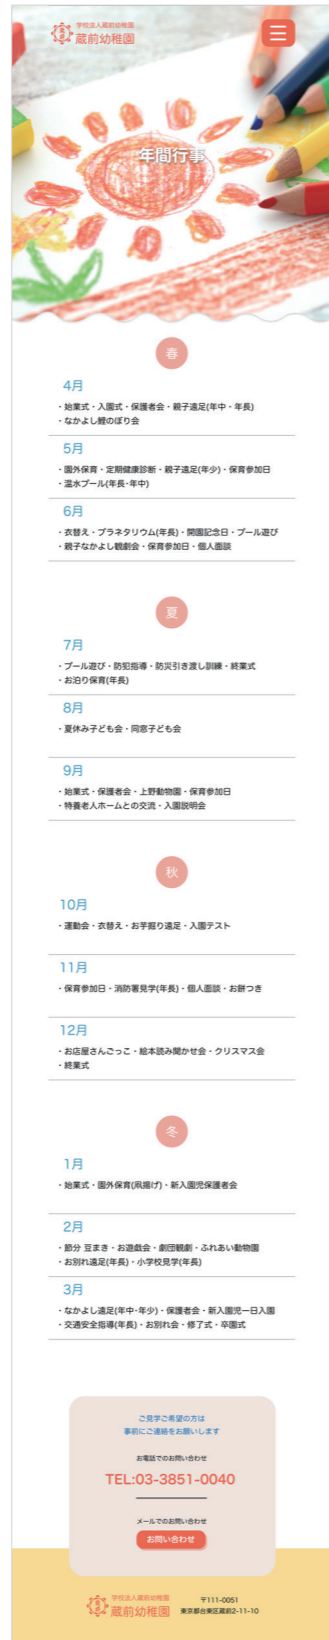 学校法人蔵前幼稚園
蔵前幼稚園
年間行事
春
4月
・始業式・入園式・保護者会・親子遠足(年中・年長)
・なかよし鯉のぼり会
5月
・園外保育・定期健康診断・親子遠足(年少)・保育参加日
・温水プール(年長・年中)
6月
・衣替え・プラネタリウム(年長)・開園記念日・プール遊び
・親子なかよし観劇会・保育参加日・個人面談
夏
7月
・プール遊び・防犯指導・防災引き渡し訓練・終業式
・お泊り保育(年長)
8月
・夏休み子ども会・同窓子ども会
9月
・始業式・保護者会・上野動物園・保育参加日
・特養老人ホームとの交流・入園説明会
秋
10月
・運動会・衣替え・お芋掘り遠足・入園テスト
11月
・保育参加日・消防署見学(年長)・個人面談・お餅つき
12月
・お店屋さんごっこ・絵本読み聞かせ会・クリスマス会
・終業式
冬
1月
・始業式・園外保育(凧揚げ)・新入園児保護者会
2月
・節分 豆まき・お遊戯会・劇団観劇・ふれあい動物園
・お別れ遠足(年長)・小学校見学(年長)
3月
・なかよし遠足(年中・年少)・保護者会・新入園児一日入園
・交通安全指導(年長)・お別れ会・修了式・卒園式
ご見学ご希望の方は
事前にご連絡をお願いします
お電話でのお問い合わせ
TEL:03-3851-0040
メールでのお問い合わせ
お問い合わせ
学校法人蔵前幼稚園
蔵前幼稚園
〒111-0051
東京都台東区蔵前2-11-10